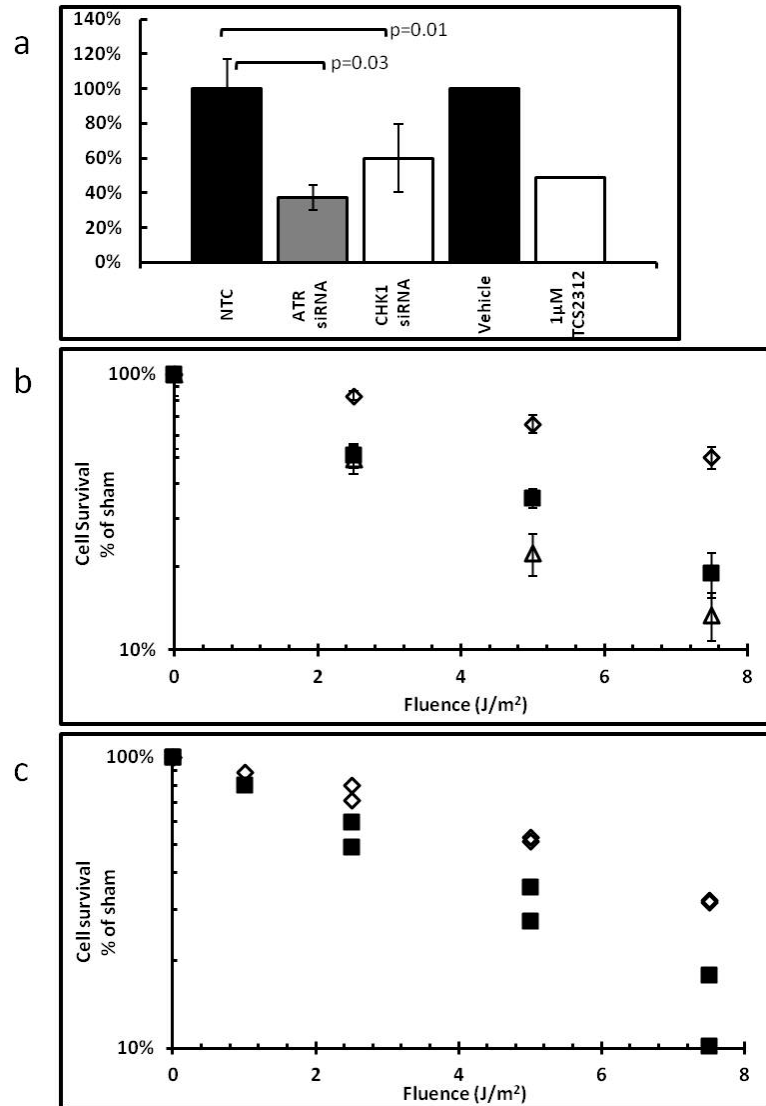 a
140%
120%
100%
80%
60%
40%
20%
0%
p=0.01
p=0.03
NTC
ATR
siRNA
CHK1
siRNA
Vehicle
1µM
TCS2312
b
100%
10%
Cell Survival
% of sham
0
2
4
6
8
Fluence (J/m²)
c
100%
10%
Cell survival
% of sham
0
2
4
6
8
Fluence (J/m²)